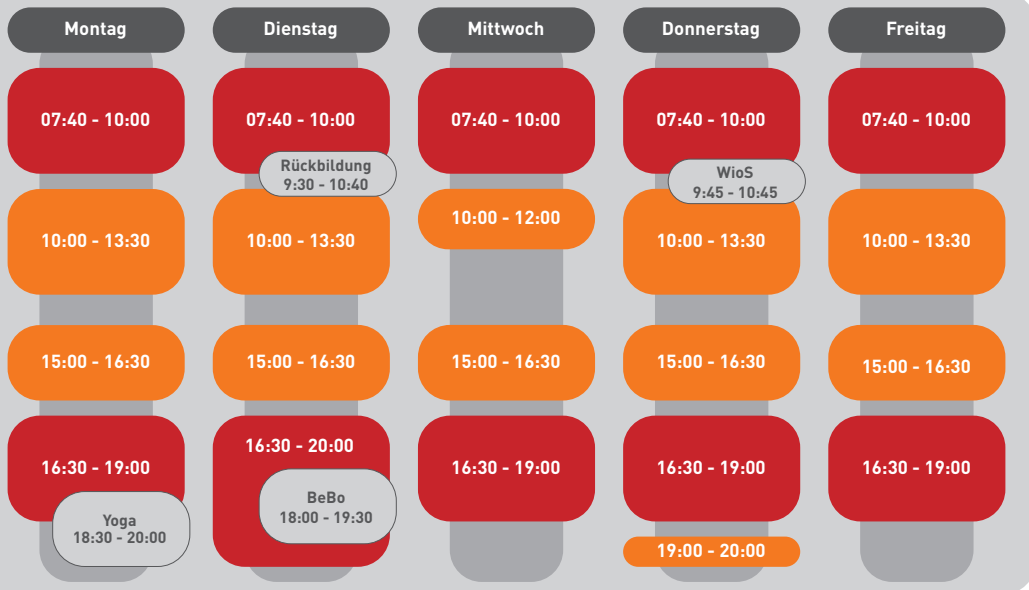 Montag
Dienstag
Mittwoch
Donnerstag
Freitag
07:40 - 10:00
07:40 - 10:00
07:40 - 10:00
07:40 - 10:00
07:40 - 10:00
Rückbildung
9:30 - 10:40
WioS
9:45 - 10:45
10:00 - 13:30
10:00 - 13:30
10:00 - 12:00
10:00 - 13:30
10:00 - 13:30
15:00 - 16:30
15:00 - 16:30
15:00 - 16:30
15:00 - 16:30
15:00 - 16:30
16:30 - 19:00
16:30 - 20:00
16:30 - 19:00
16:30 - 19:00
16:30 - 19:00
Yoga
18:30 - 20:00
BeBo
18:00 - 19:30
19:00 - 20:00